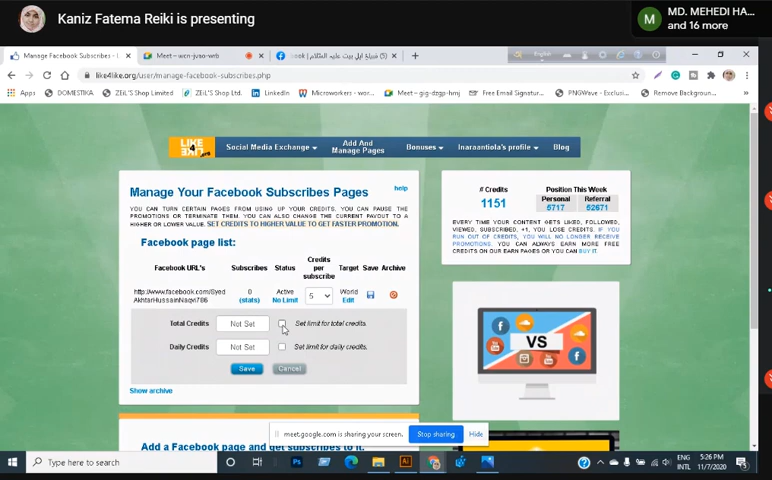 Kaniz Fatema Reiki is presenting
M
MD. MEHEDI HA...
and 16 more
Manage Facebook Subscribes - L
English
like4like.org/user/manage-facebook-subscribes.php
Apps
DOMESTIKA
ZEiL'S Shop Limited
ZEiL'S Shop Ltd.
LinkedIn
Microworkers - wor...
Meet – gig-dzgp-hmj
Free Email Signatur...
PNGWave - Exclusi...
Remove Backgroun...
LIKE
4
LIKE.ORG
Social Media Exchange
Add And
Manage Pages
Bonuses
Inaraantiola's profile
Blog
Manage Your Facebook Subscribes Pages
help
YOU CAN TURN CERTAIN PAGES FROM USING UP YOUR CREDITS, YOU CAN PAUSE THE
PROMOTIONS OR TERMINATE THEM. YOU CAN ALSO CHANGE THE CURRENT PAYOUT TO A
HIGHER OR LOWER VALUE. SET CREDITS TO HIGHER VALUE TO GET FASTER PROMOTION.
Facebook page list:
Facebook URL's
Subscribes
Status
Credits
per
subscribe
Target
Save
Archive
http://www.facebook.com/Syed
AkhtarHussainNaqvi786
0
(stats)
Active
No Limit
5
World
Edit
Total Credits
Not Set
Set limit for total credits.
Daily Credits
Not Set
Set limit for daily credits.
Save
Cancel
Show archive
Add a Facebook page and get subscribes to it.
# Credits
1151
Position This Week
Personal
5717
Referral
52671
EVERY TIME YOUR CONTENT GETS LIKED, FOLLOWED,
VIEWED, SUBSCRIBED, +1, YOU LOSE CREDITS. IF YOU
RUN OUT OF CREDITS, YOU WILL NO LONGER RECEIVE
PROMOTIONS. YOU CAN ALWAYS EARN MORE FREE
CREDITS ON OUR EARN PAGES OR YOU CAN BUY IT.
VS
meet.google.com is sharing your screen.
Stop sharing
Hide
Type here to search
ENG
INTL
5:26 PM
11/7/2020